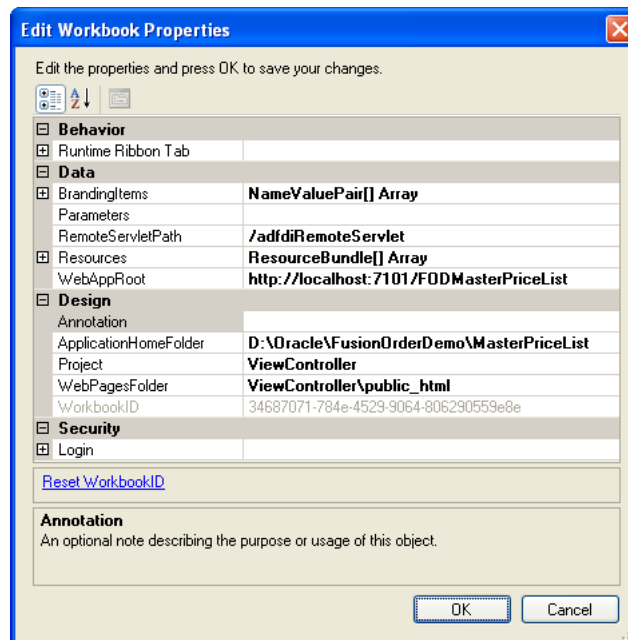 Edit Workbook Properties
Edit the properties and press OK to save your changes.
Behavior
Runtime Ribbon Tab
Data
BrandingItems NameValuePair[] Array
Parameters
RemoteServletPath /adfdiRemoteServlet
Resources ResourceBundle[] Array
WebAppRoot http://localhost:7101/FODMasterPriceList
Design
Annotation
ApplicationHomeFolder D:\Oracle\FusionOrderDemo\MasterPriceList
Project ViewController
WebPagesFolder ViewController\public_html
WorkbookID 34687071-784e-4529-9064-806290559e8e
Security
Login
Reset WorkbookID
Annotation
An optional note describing the purpose or usage of this object.
OK Cancel